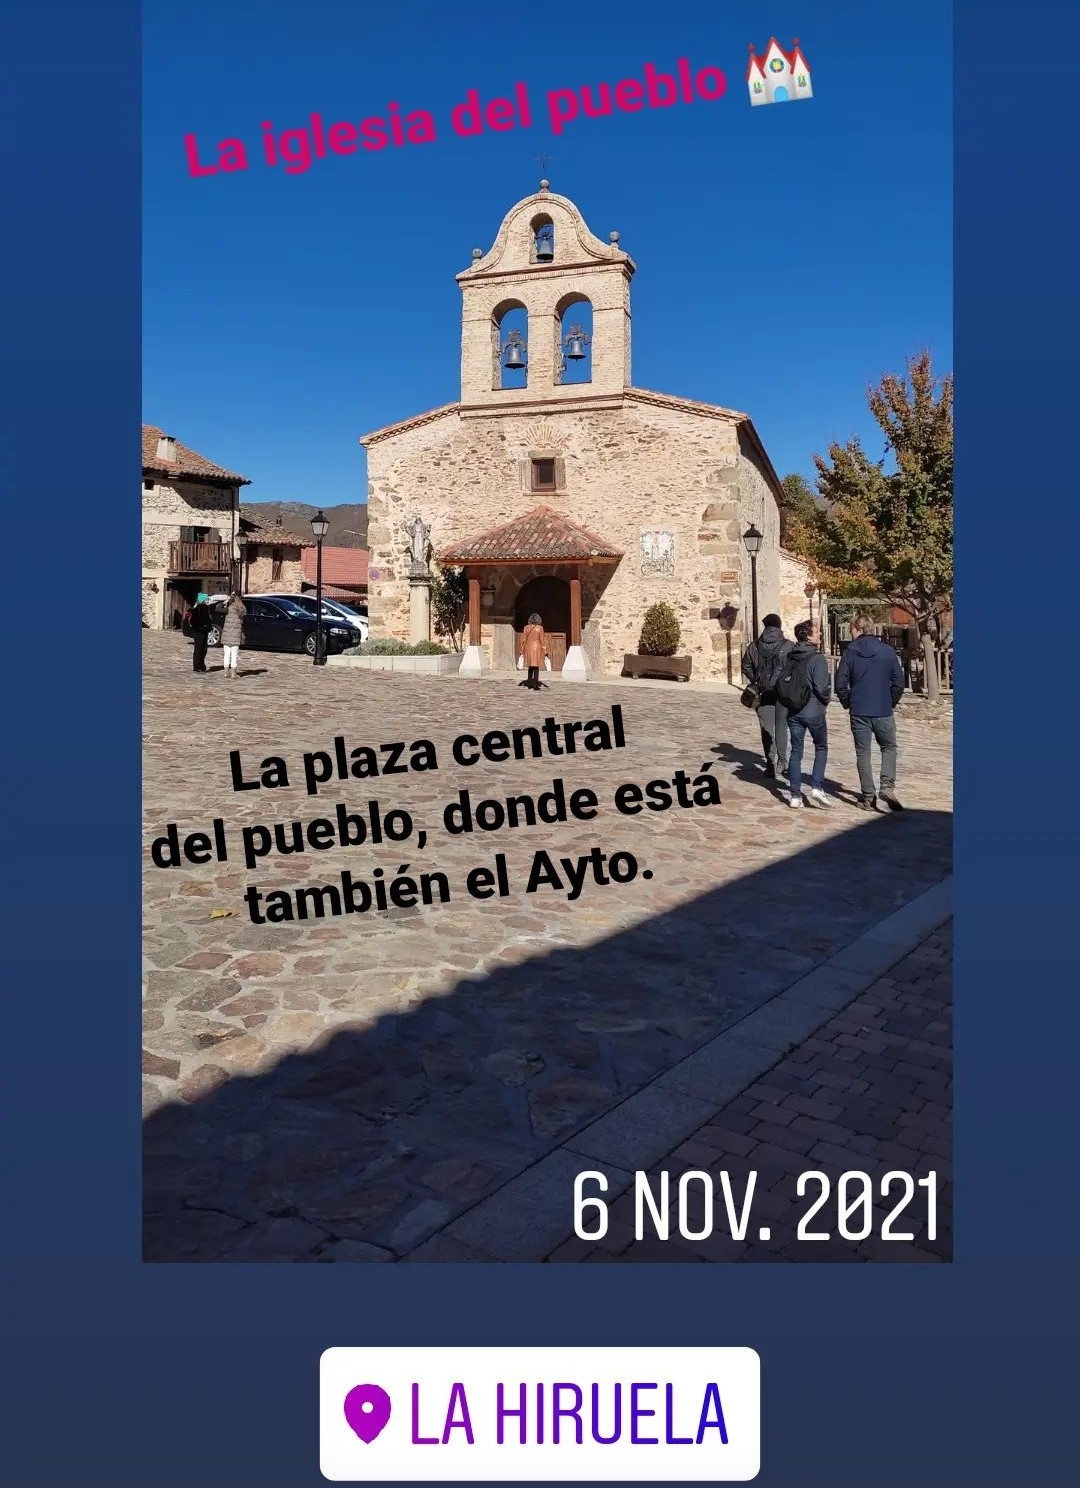 La iglesia del pueblo
La plaza central
del pueblo, donde está
también el Ayto.
6 NOV. 2021
LA HIRUELA